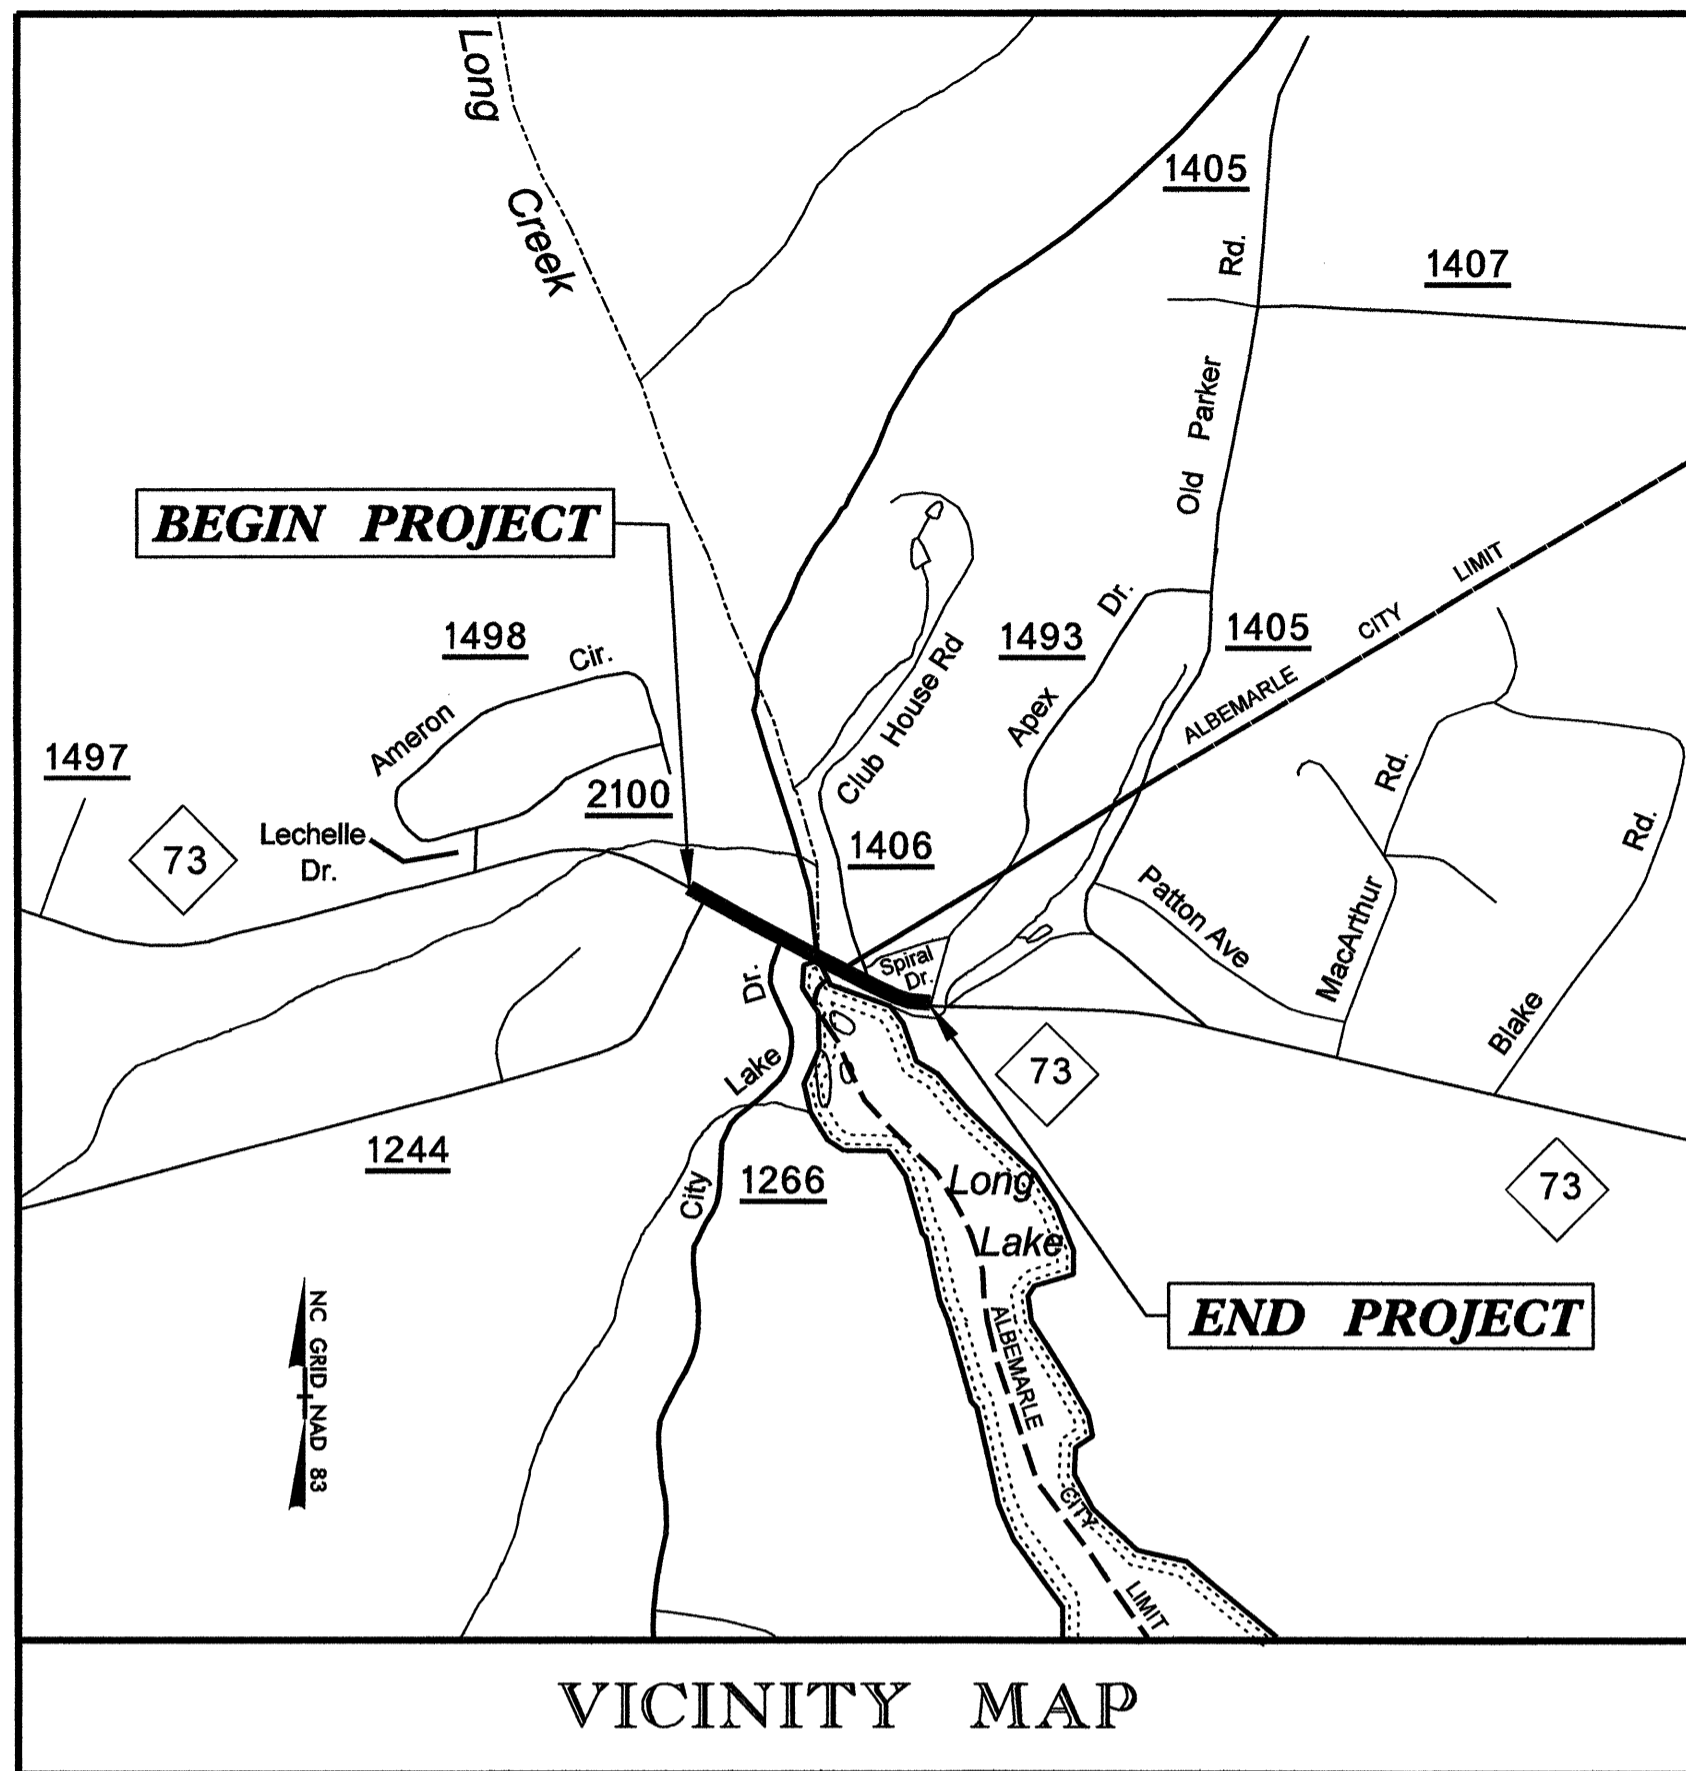 Long
Creek
1405
Rd.
1407
Old Parker
BEGIN PROJECT
ALBEMARLE CITY LIMIT
1498
Cir.
Ameron
1497
2100
Lechelle
Dr.
73
Club House Rd
1493
Apex Dr.
1405
1406
Spiral
Dr.
Patton Ave
MacArthur Rd.
Blake Rd.
73
73
City Lake Dr.
1244
1266
Long
Lake
ALBEMARLE CITY LIMIT
END PROJECT
NC GRID NAD 83
VICINITY MAP